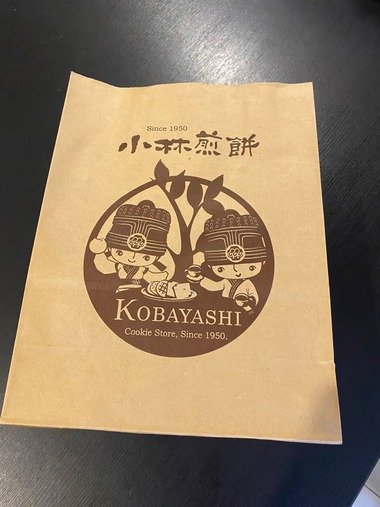 Since 1950
小林煎餅
KOBAYASHI
Cookie Store, Since 1950.